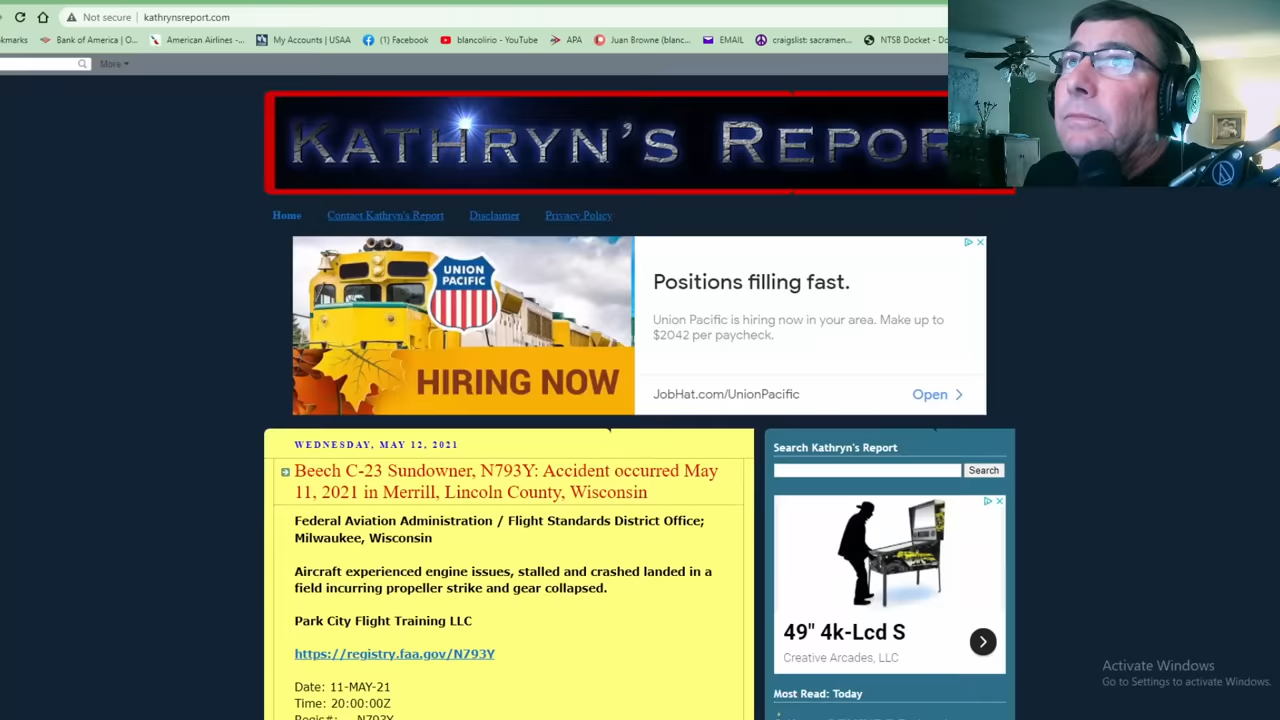 Not secure | kathrynsreport.com
okmarks Bank of America | O... American Airlines -... My Accounts | USAA (1) Facebook blancolirio - YouTube APA Juan Browne (blanc... EMAIL craigslist: sacramen... NTSB Docket - Do
More
KATHRYN'S REPOR
Home Contact Kathryn's Report Disclaimer Privacy Policy
UNION
PACIFIC
HIRING NOW
Positions filling fast.
Union Pacific is hiring now in your area. Make up to
$2042 per paycheck.
JobHat.com/UnionPacific Open
WEDNESDAY, MAY 12, 2021
Beech C-23 Sundowner, N793Y: Accident occurred May
11, 2021 in Merrill, Lincoln County, Wisconsin
Federal Aviation Administration / Flight Standards District Office;
Milwaukee, Wisconsin
Aircraft experienced engine issues, stalled and crashed landed in a
field incurring propeller strike and gear collapsed.
Park City Flight Training LLC
https://registry.faa.gov/N793Y
Date: 11-MAY-21
Time: 20:00:00Z
Regis#: N793Y
Search Kathryn's Report
Search
49" 4k-Lcd S
Creative Arcades, LLC
Most Read: Today
Activate Windows
Go to Settings to activate Windows.